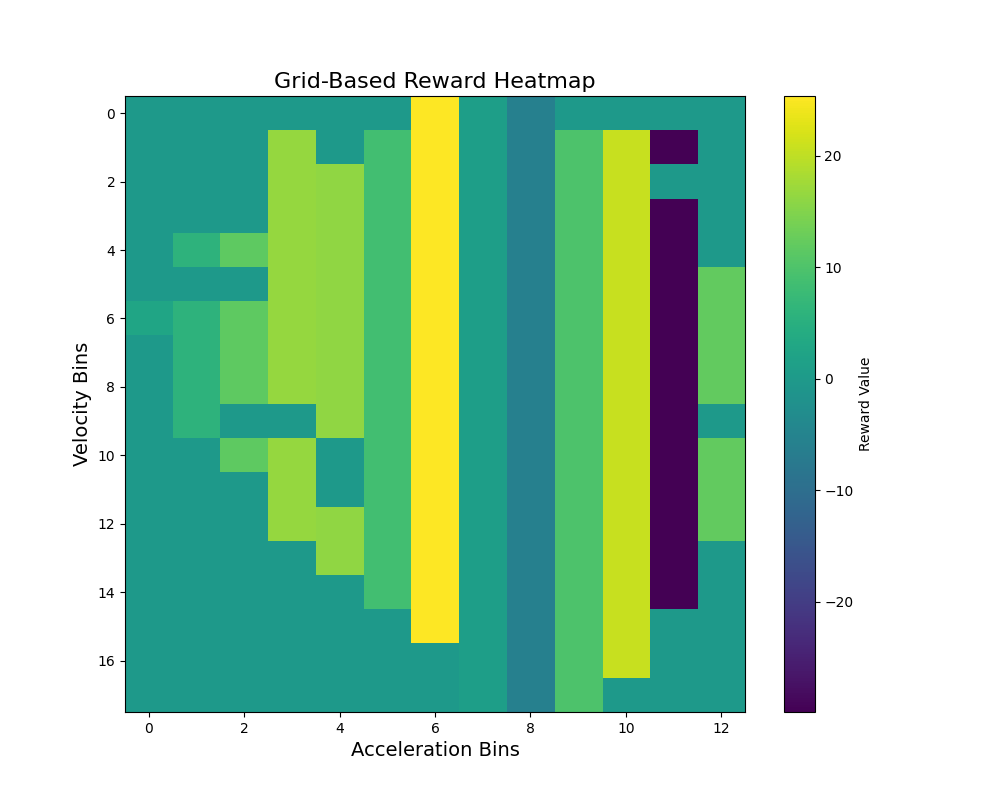 Grid-Based Reward Heatmap
0
2
4
6
8
10
12
14
16
Velocity Bins
0 2 4 6 8 10 12
Acceleration Bins
20
10
0
−10
−20
Reward Value